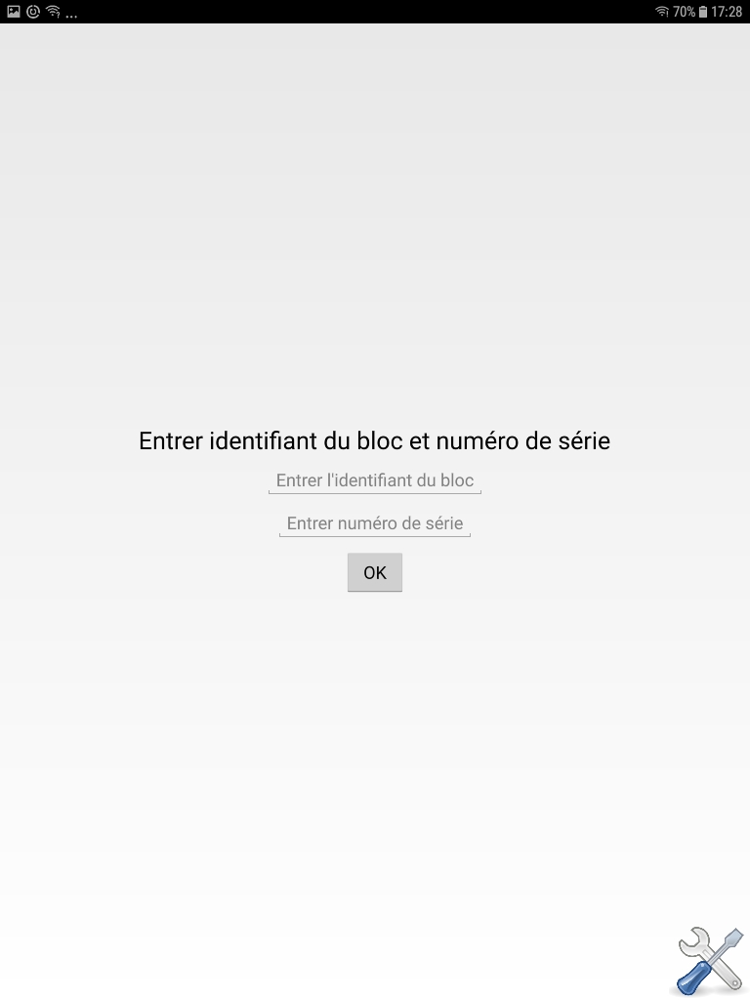 ... 70% 17:28
Entrer identifiant du bloc et numéro de série
Entrer l'identifiant du bloc
Entrer numéro de série
OK